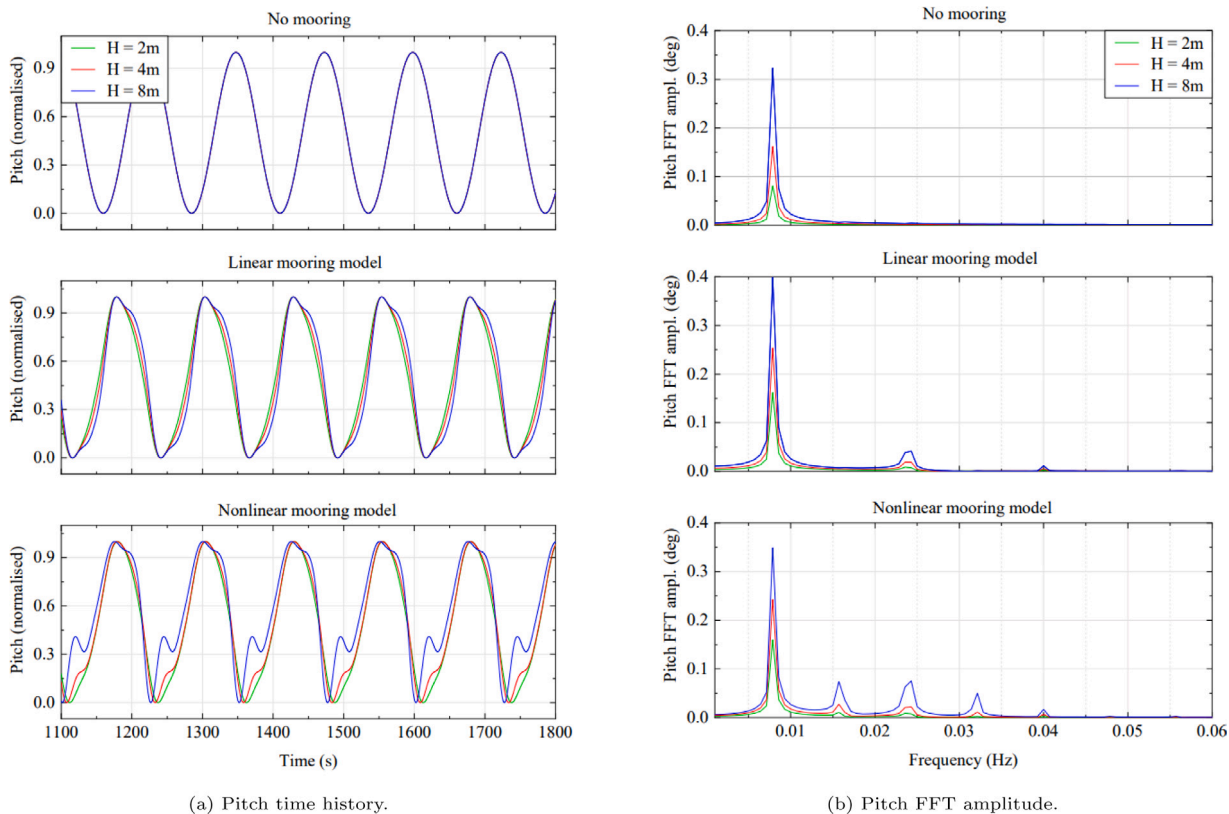 No mooring
H = 2m
H = 4m
H = 8m
Pitch (normalised)
0.9
0.6
0.3
0.0
Linear mooring model
Pitch (normalised)
0.9
0.6
0.3
0.0
Nonlinear mooring model
Pitch (normalised)
0.9
0.6
0.3
0.0
1100 1200 1300 1400 1500 1600 1700 1800
Time (s)
(a) Pitch time history.
No mooring
H = 2m
H = 4m
H = 8m
Pitch FFT ampl. (deg)
0.4
0.3
0.2
0.1
0.0
Linear mooring model
Pitch FFT ampl. (deg)
0.4
0.3
0.2
0.1
0.0
Nonlinear mooring model
Pitch FFT ampl. (deg)
0.4
0.3
0.2
0.1
0.0
0.01 0.02 0.03 0.04 0.05 0.06
Frequency (Hz)
(b) Pitch FFT amplitude.